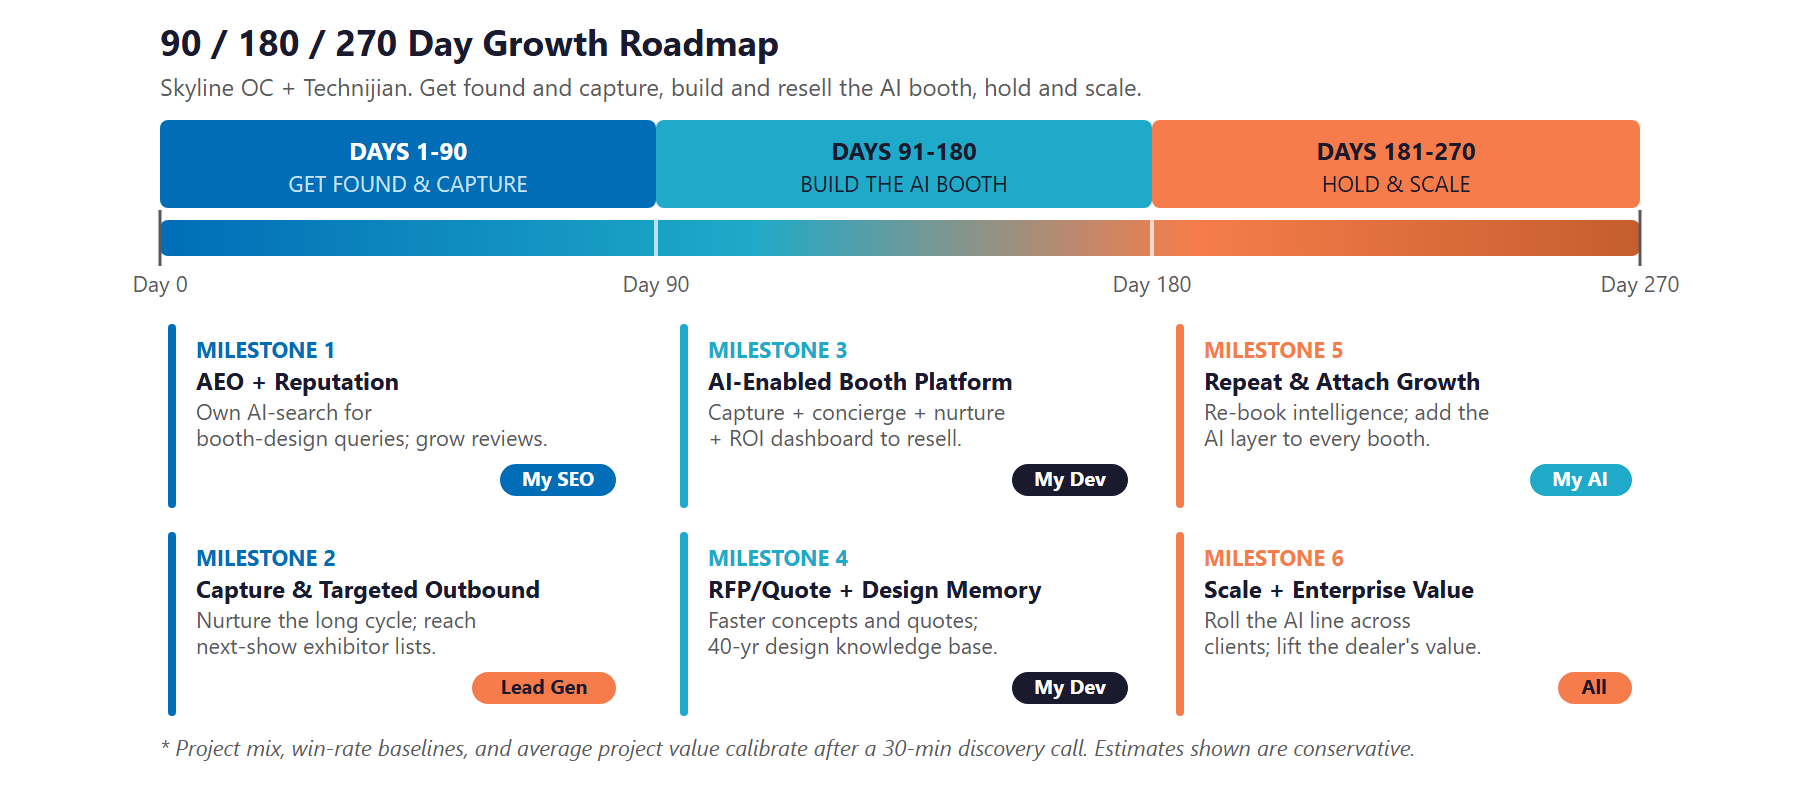 90 / 180 / 270 Day Growth Roadmap
Skyline OC + Technijian. Get found and capture, build and resell the AI booth, hold and scale.
DAYS 1-90
GET FOUND & CAPTURE
DAYS 91-180
BUILD THE AI BOOTH
DAYS 181-270
HOLD & SCALE
Day 0
Day 90
Day 180
Day 270
MILESTONE 1
AEO + Reputation
Own AI-search for
booth-design queries; grow reviews.
My SEO
MILESTONE 3
AI-Enabled Booth Platform
Capture + concierge + nurture
+ ROI dashboard to resell.
My Dev
MILESTONE 5
Repeat & Attach Growth
Re-book intelligence; add the
AI layer to every booth.
My AI
MILESTONE 2
Capture & Targeted Outbound
Nurture the long cycle; reach
next-show exhibitor lists.
Lead Gen
MILESTONE 4
RFP/Quote + Design Memory
Faster concepts and quotes;
40-yr design knowledge base.
My Dev
MILESTONE 6
Scale + Enterprise Value
Roll the AI line across
clients; lift the dealer's value.
All
* Project mix, win-rate baselines, and average project value calibrate after a 30-min discovery call. Estimates shown are conservative.